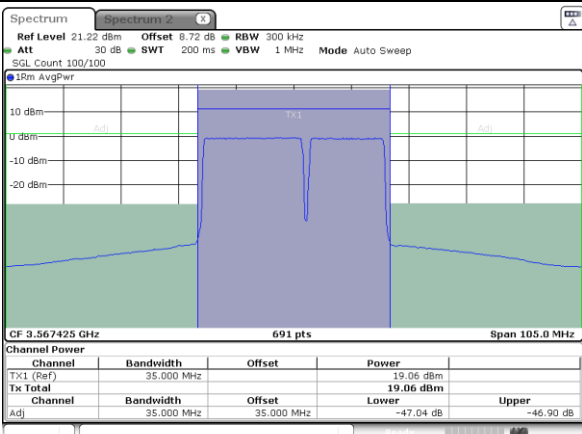 Spectrum Spectrum 2 X
Ref Level 21.22 dBm Offset 8.72 dB RBW 300 kHz
Att 30 dB SWT 200 ms VBW 1 MHz Mode Auto Sweep
SGL Count 100/100
1Rm AvgPwr
10 dBm
TX1
Adj Adj
0 dBm
-10 dBm
-20 dBm
CF 3.567425 GHz 691 pts Span 105.0 MHz
Channel Power
Channel Bandwidth Offset Power
TX1 (Ref) 35.000 MHz 19.06 dBm
Tx Total 19.06 dBm
Channel Bandwidth Offset Lower Upper
Adj 35.000 MHz 35.000 MHz -47.04 dB -46.90 dB